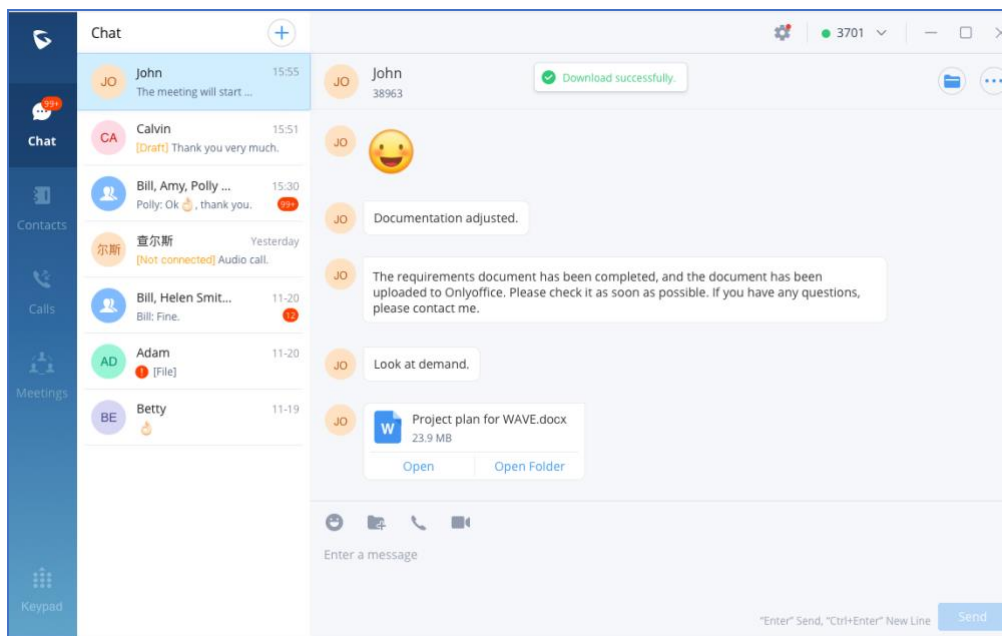 Chat
3701
99+
Chat
Contacts
Calls
Meetings
Keypad
JO
John
15:55
The meeting will start ...
CA
Calvin
15:51
[Draft] Thank you very much.
Bill, Amy, Polly ...
15:30
Polly: Ok👌, thank you.
99+
尔斯
查尔斯
Yesterday
[Not connected] Audio call.
Bill, Helen Smit...
11-20
Bill: Fine.
12
AD
Adam
11-20
! [File]
BE
Betty
11-19
👌
JO
John
38963
Download successfully.
JO
JO
Documentation adjusted.
JO
The requirements document has been completed, and the document has been
uploaded to Onlyoffice. Please check it as soon as possible. If you have any questions,
please contact me.
JO
Look at demand.
JO
W
Project plan for WAVE.docx
23.9 MB
Open
Open Folder
Enter a message
"Enter" Send, "Ctrl+Enter" New Line
Send